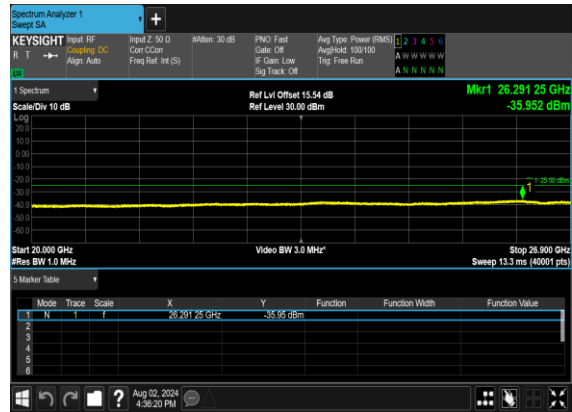 Spectrum Analyzer 1
Swept SA
KEYSIGHT Input: RF Input Z: 50 Ω #Atten: 30 dB PNO: Fast Avg Type: Power (RMS) 1 2 3 4 5 6
R T Coupling: DC Corr CCorr Gate: Off Avg|Hold: 100/100 A W W W W W
Align: Auto Freq Ref: Int (S) IF Gain: Low Trig: Free Run
Sig Track: Off A N N N N N
1 Spectrum Ref Lvl Offset 15.54 dB Mkr1 26.291 25 GHz
Scale/Div 10 dB Ref Level 30.00 dBm -35.952 dBm
Log
20.0
10.0
0.00
-10.0
-20.0
-25.00 dBm
-30.0
1
-40.0
-50.0
-60.0
Start 20.000 GHz Video BW 3.0 MHz* Stop 26.900 GHz
#Res BW 1.0 MHz Sweep 13.3 ms (40001 pts)
5 Marker Table
Mode Trace Scale X Y Function Function Width Function Value
1 N 1 f 26.291 25 GHz -35.95 dBm
2
3
4
5
6
Aug 02, 2024
4:36:20 PM